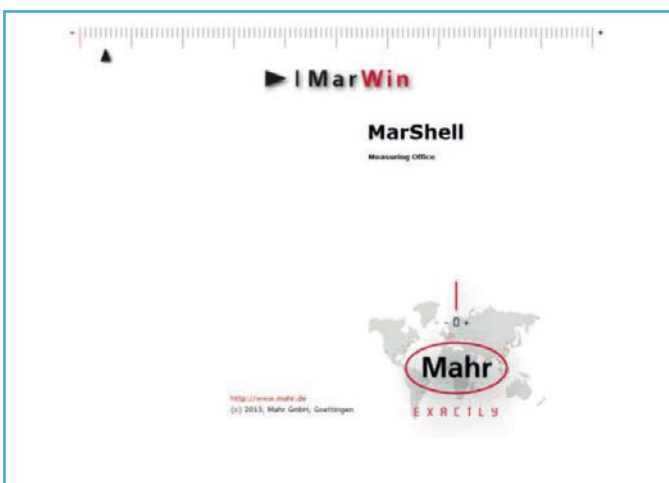 - +
MarWin
MarShell
Measuring Office
- 0 +
Mahr
EXACTLY
http://www.mahr.de
(c) 2013, Mahr GmbH, Goettingen